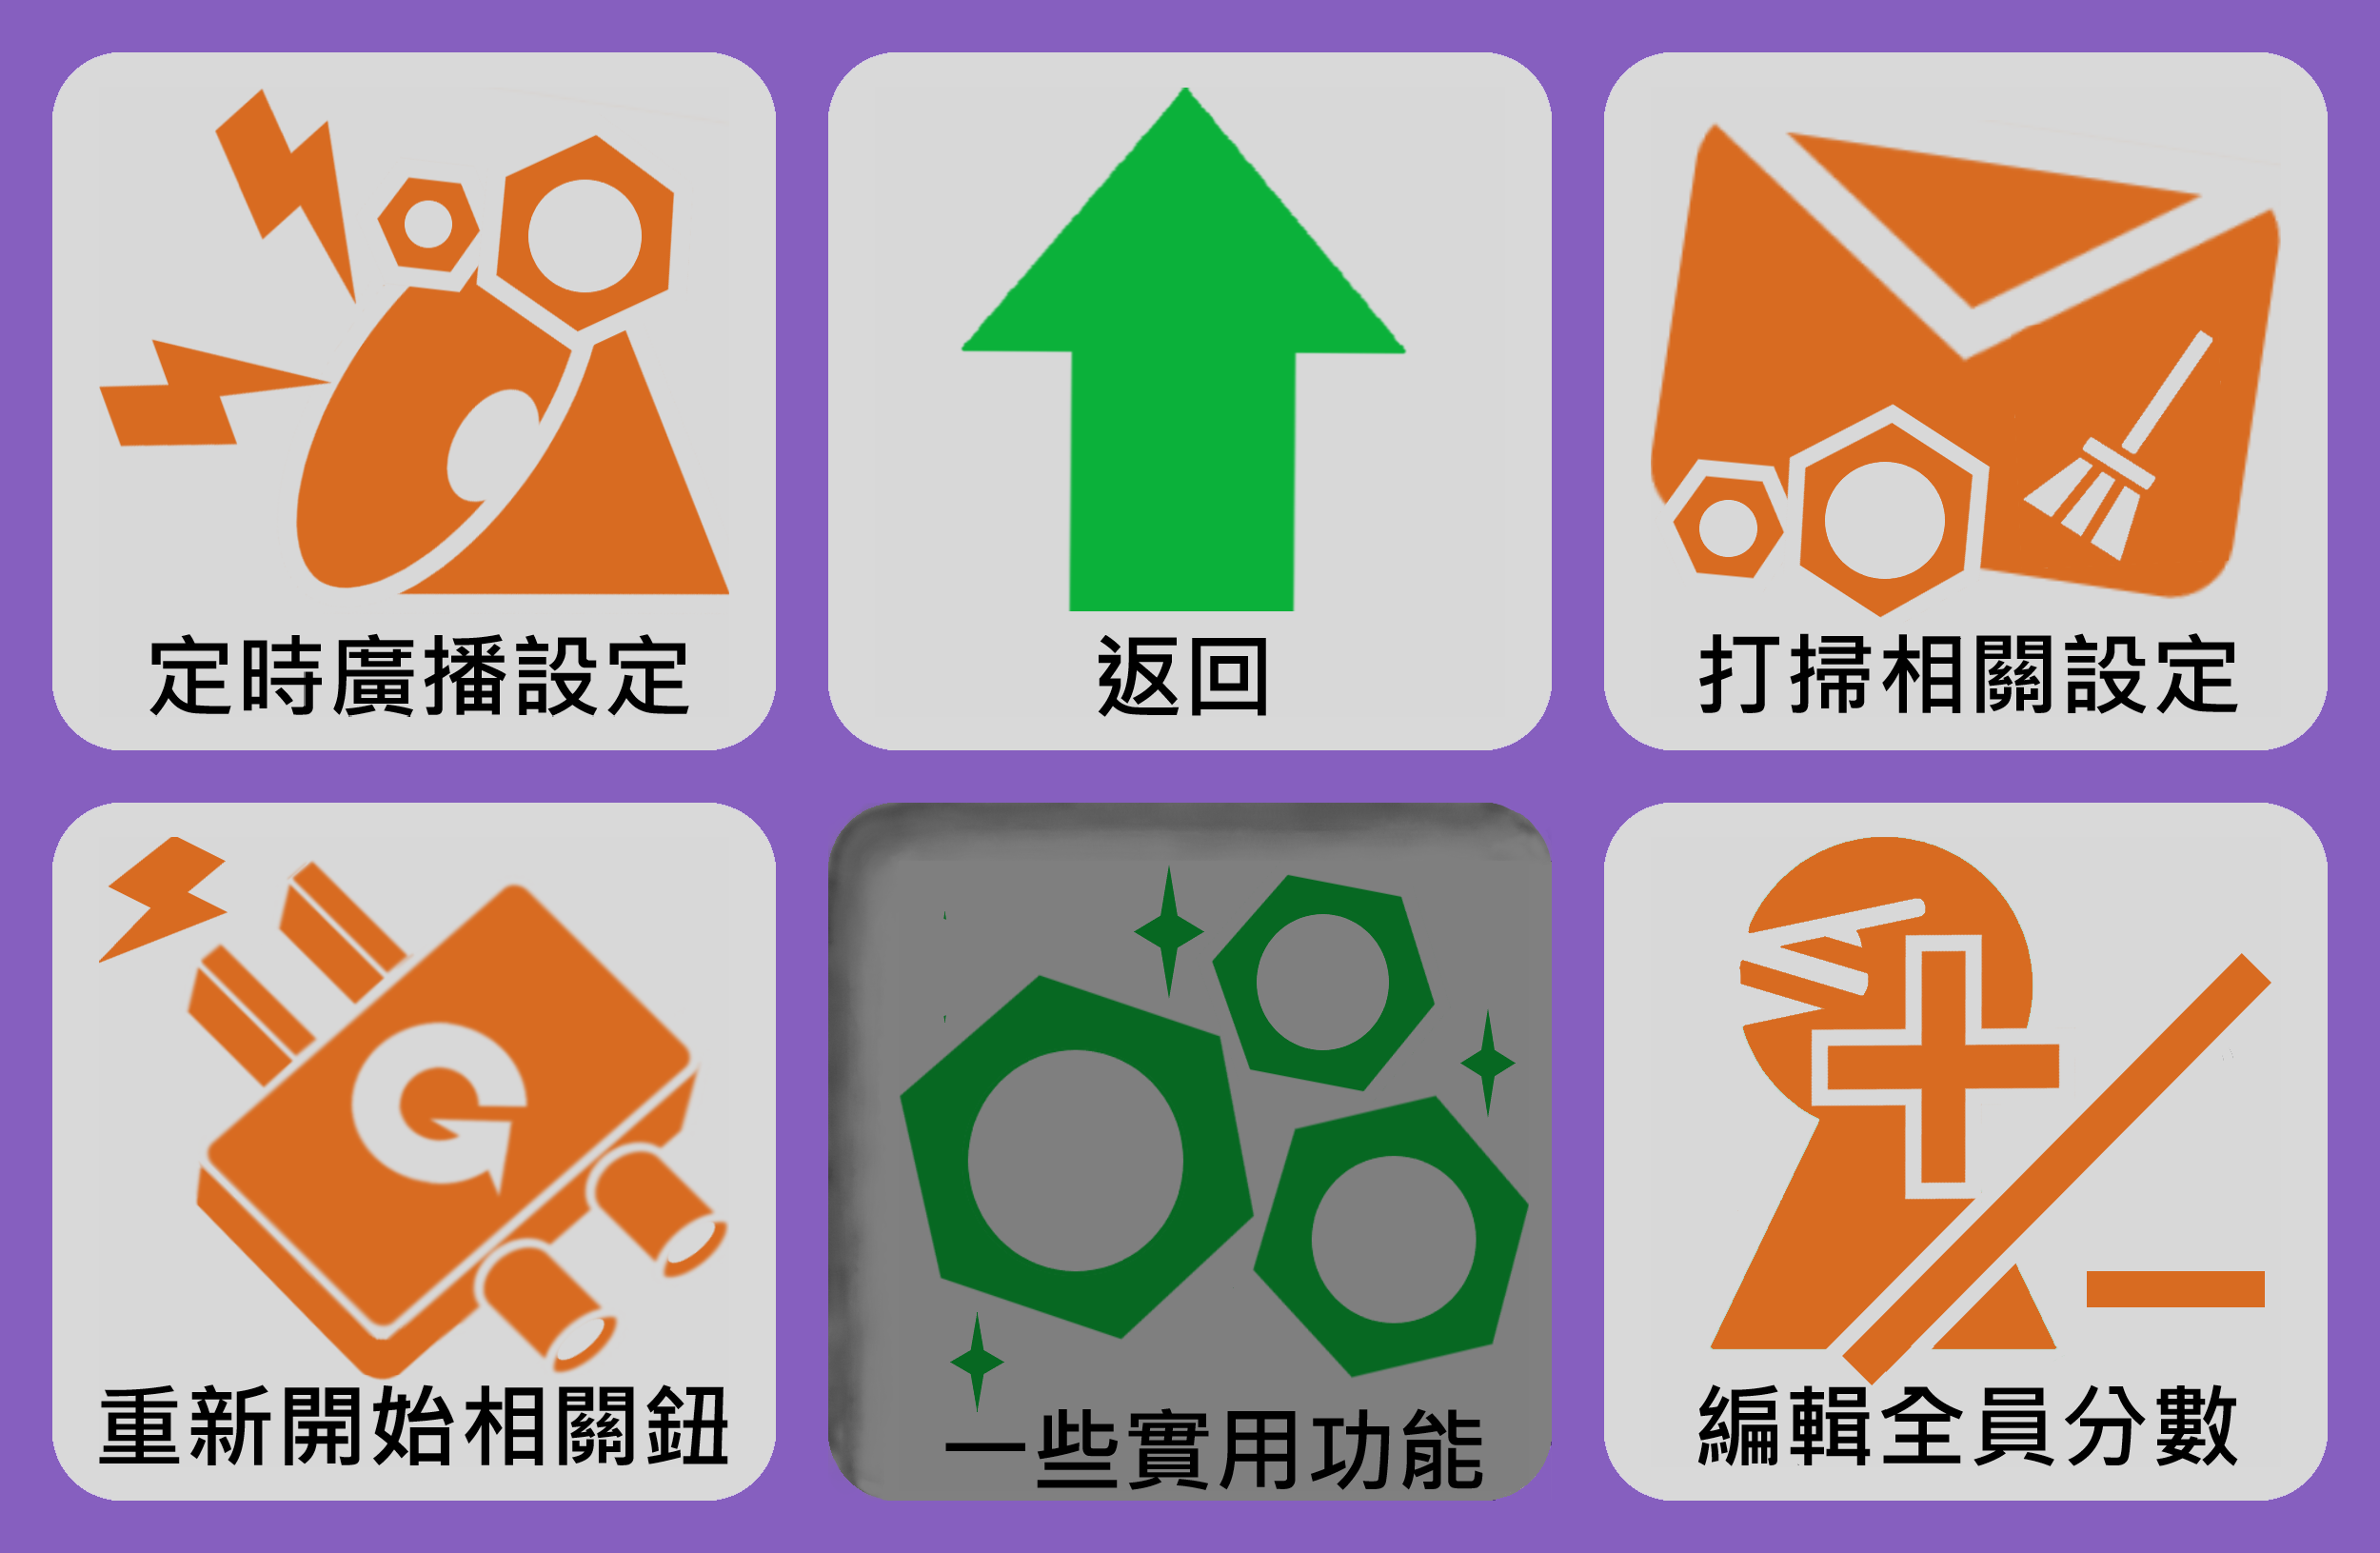 定時廣播設定
返回
打掃相關設定
重新開始相關鈕
一些實用功能
編輯全員分數